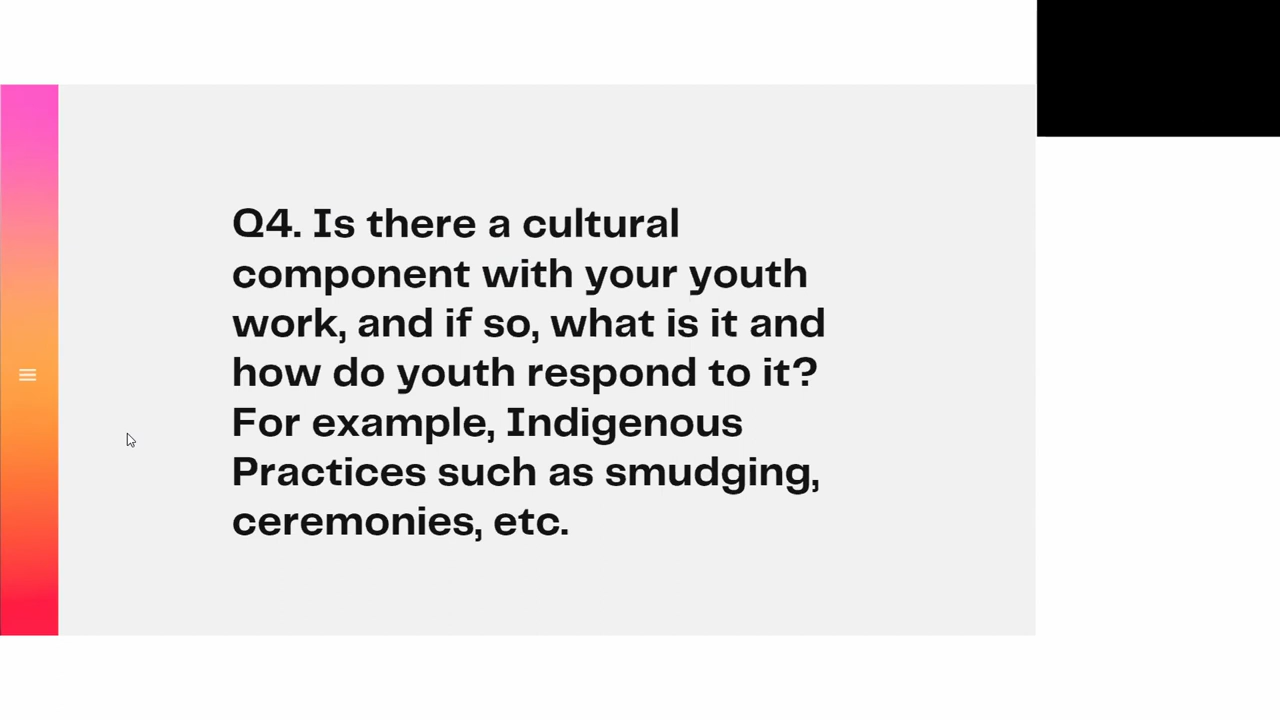 Q4. Is there a cultural
component with your youth
work, and if so, what is it and
how do youth respond to it?
For example, Indigenous
Practices such as smudging,
ceremonies, etc.